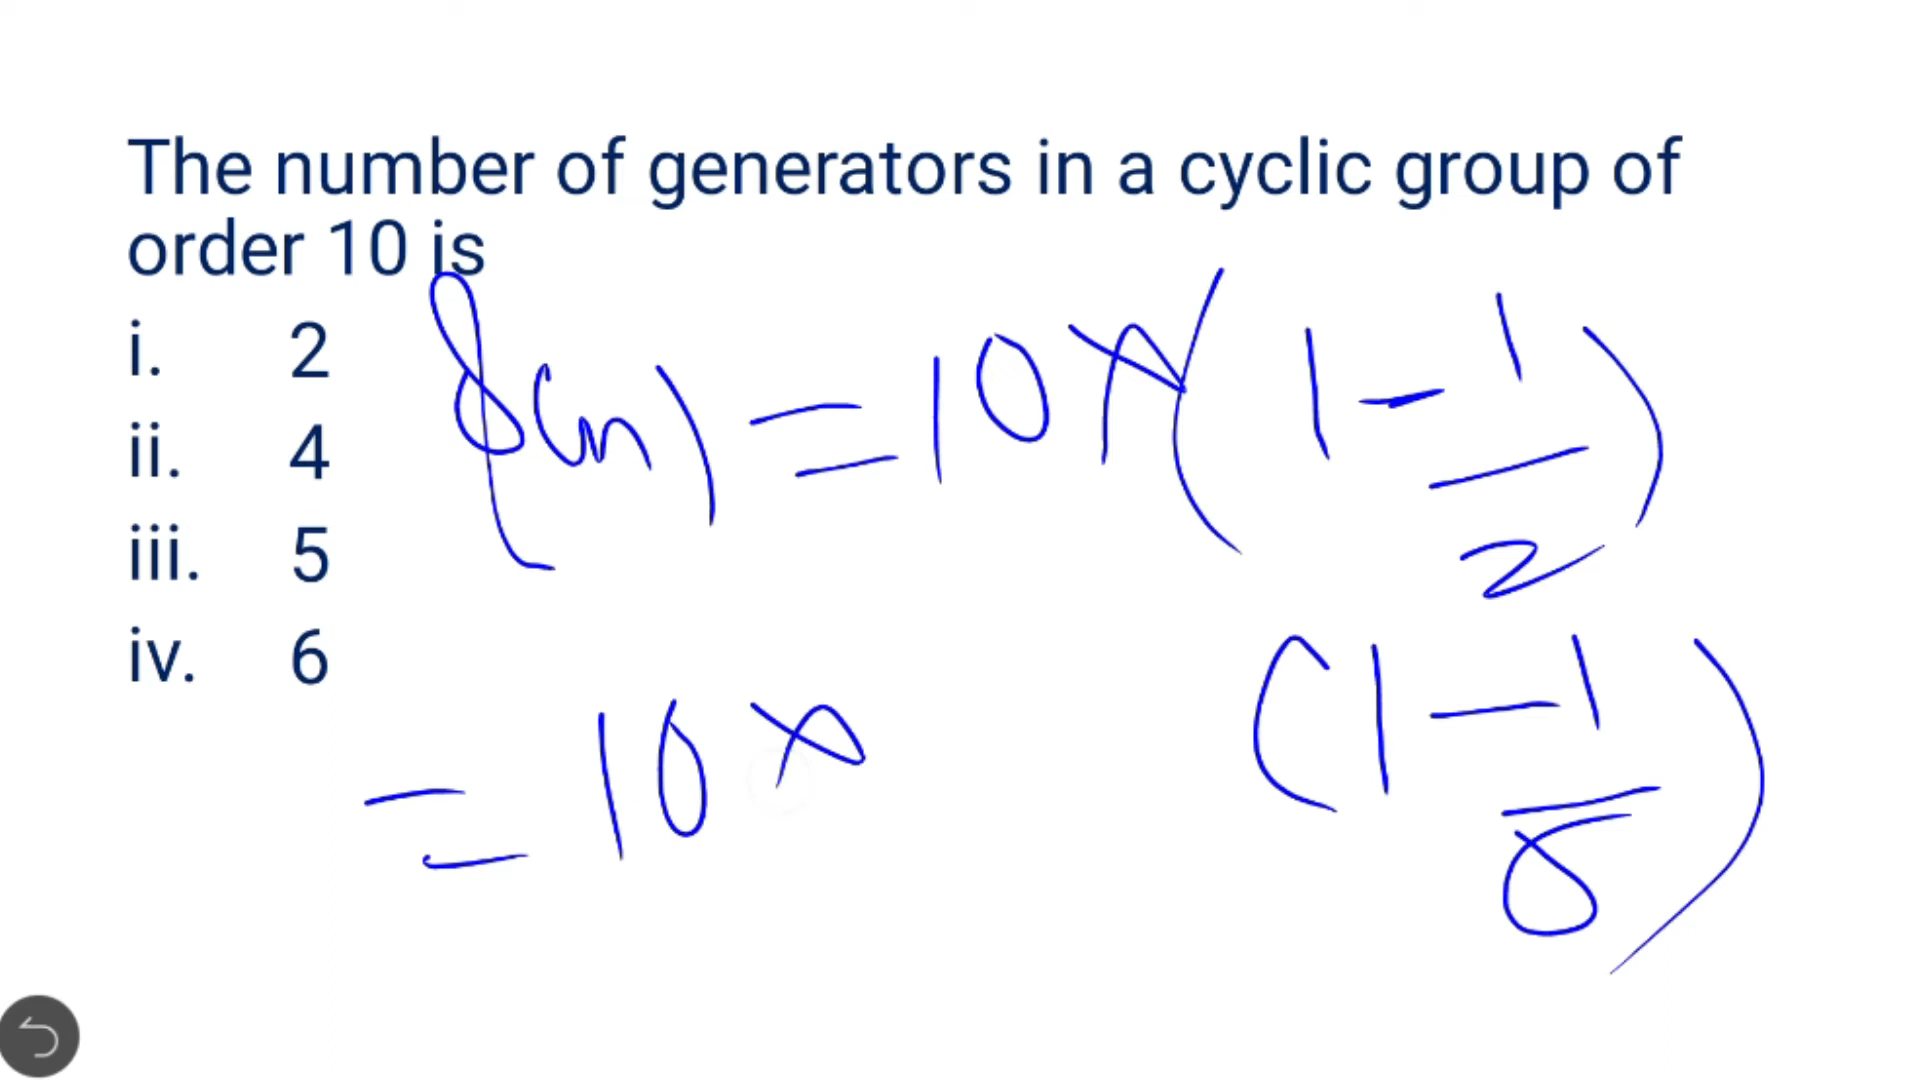 The number of generators in a cyclic group of
order 10 is
i. 2
ii. 4
iii. 5
iv. 6
(n) = 10 × (1 - 1/2)
(1 - 1/5)
= 10 ×